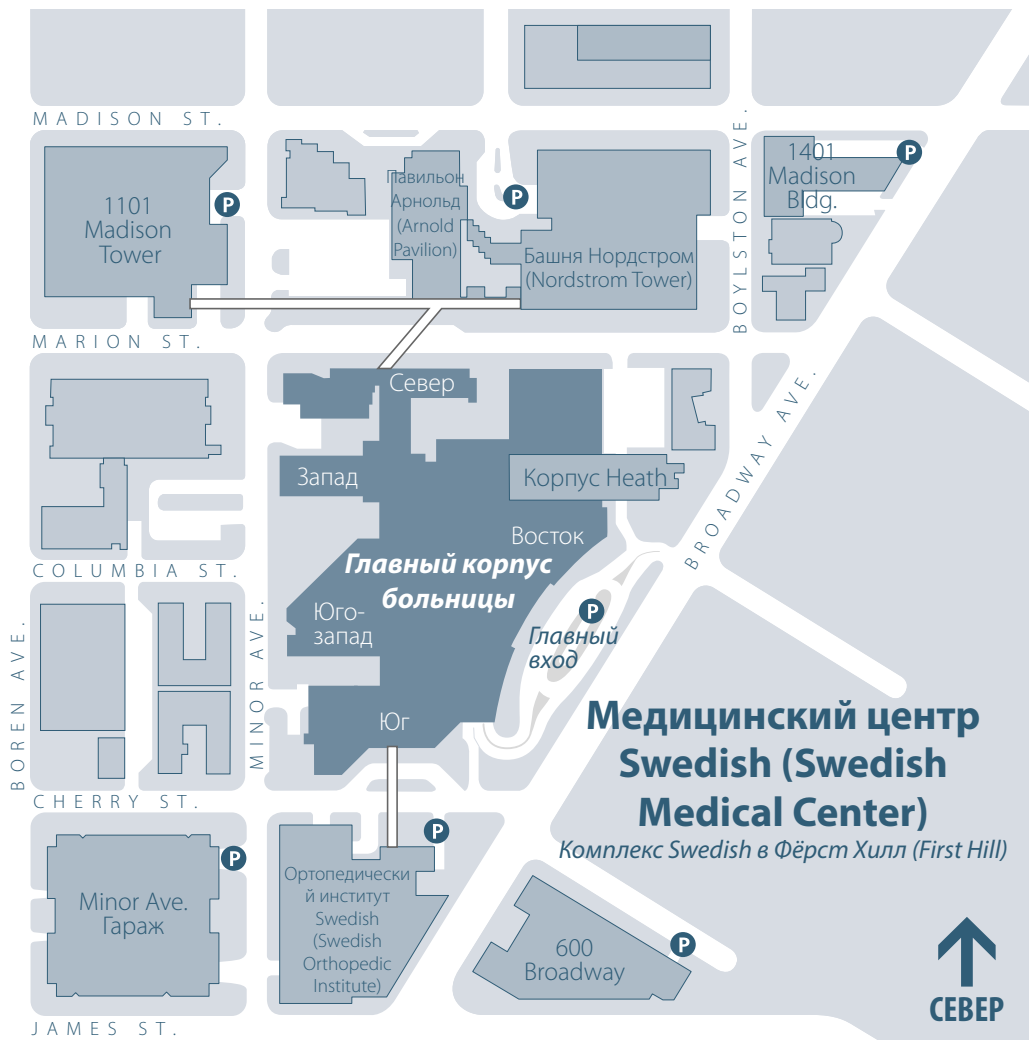 MADISON ST.
BOYLSTON AVE.
1401
Madison
Bldg.
P
1101
Madison
Tower
P
Павильон
Арнольд
(Arnold
Pavilion)
P
Башня Нордстром
(Nordstrom Tower)
MARION ST.
BROADWAY AVE.
Север
Запад
Корпус Heath
Восток
Главный корпус
больницы
COLUMBIA ST.
BOREN AVE.
MINOR AVE.
Юго-
запад
P
Главный
вход
Юг
Медицинский центр
Swedish (Swedish
Medical Center)
Комплекс Swedish в Фёрст Хилл (First Hill)
CHERRY ST.
P
P
Minor Ave.
Гараж
Ортопедически
й институт
Swedish
(Swedish
Orthopedic
Institute)
600
Broadway
P
СЕВЕР
JAMES ST.